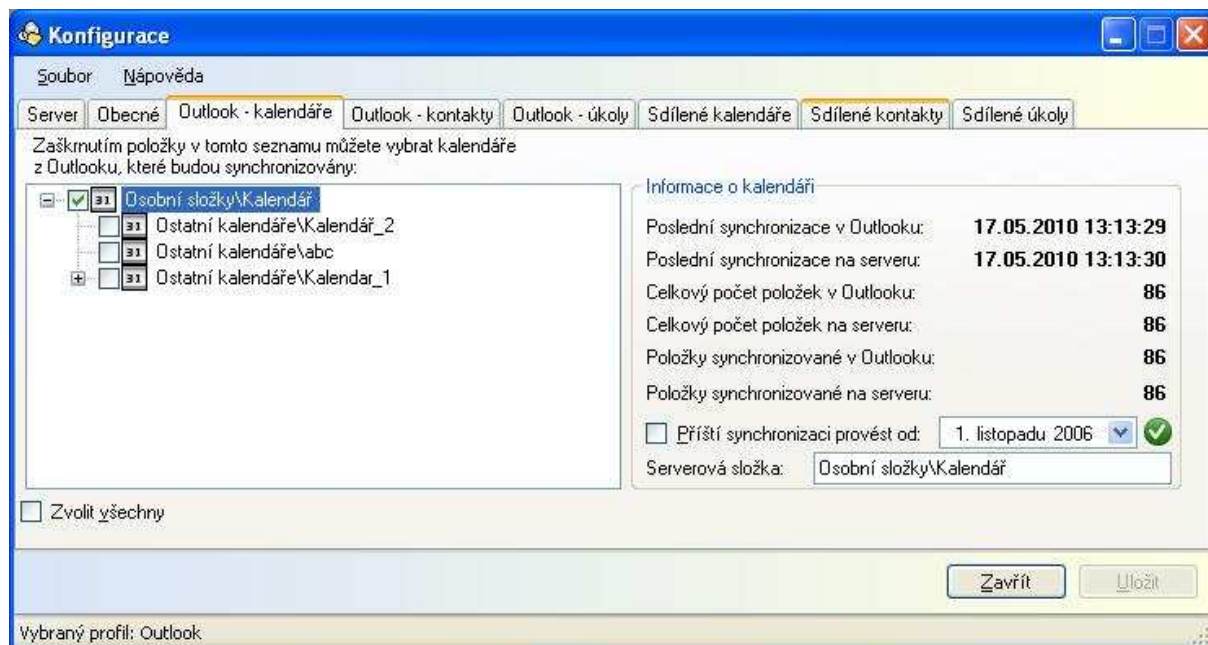 Konfigurace
Soubor Nápověda
Server Obecné Outlook - kalendáře Outlook - kontakty Outlook - úkoly Sdílené kalendáře Sdílené kontakty Sdílené úkoly
Zaškrnutím položky v tomto seznamu můžete vybrat kalendáře
z Outlooku, které budou synchronizovány:
31 Osobní složky\Kalendář
31 Ostatní kalendáře\Kalendář_2
31 Ostatní kalendáře\abc
31 Ostatní kalendáře\Kalendar_1
Informace o kalendáři
Poslední synchronizace v Outlooku: 17.05.2010 13:13:29
Poslední synchronizace na serveru: 17.05.2010 13:13:30
Celkový počet položek v Outlooku: 86
Celkový počet položek na serveru: 86
Položky synchronizované v Outlooku: 86
Položky synchronizované na serveru: 86
Příští synchronizaci provést od: 1. listopadu 2006
Serverová složka: Osobní složky\Kalendář
Zvolit všechny
Zavřít Uložit
Vybraný profil: Outlook